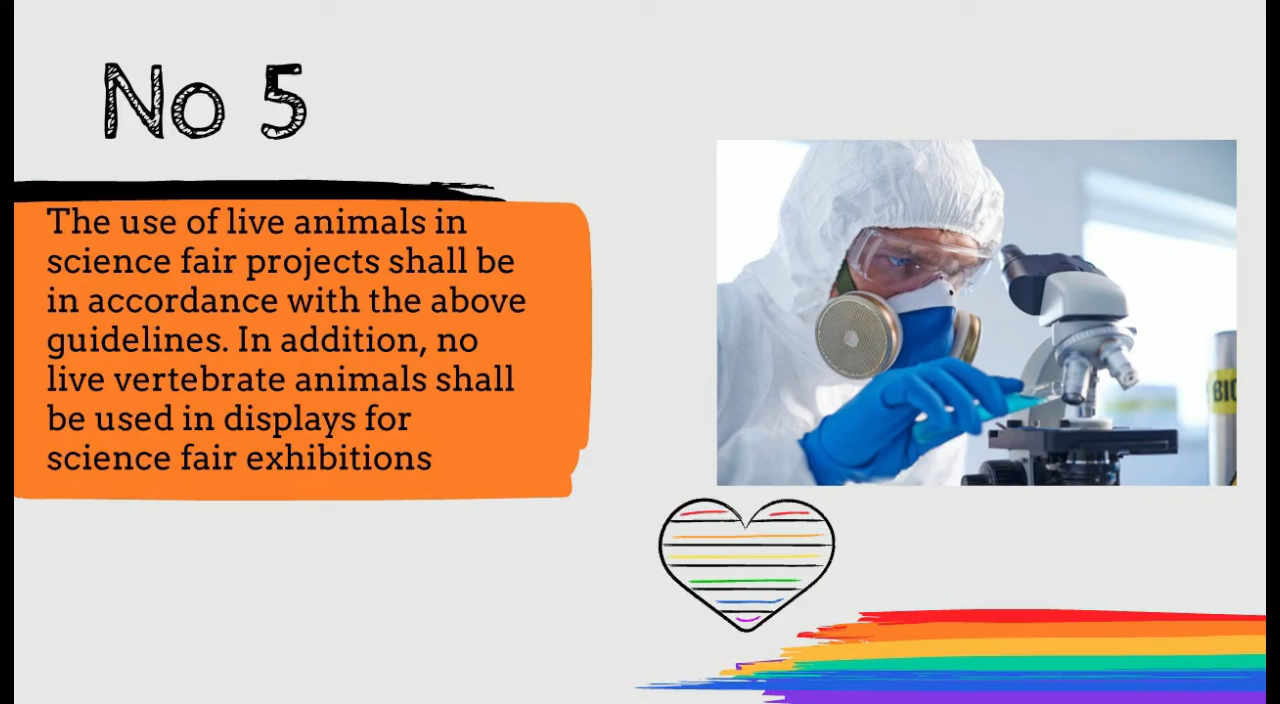 No 5
The use of live animals in
science fair projects shall be
in accordance with the above
guidelines. In addition, no
live vertebrate animals shall
be used in displays for
science fair exhibitions
BIO